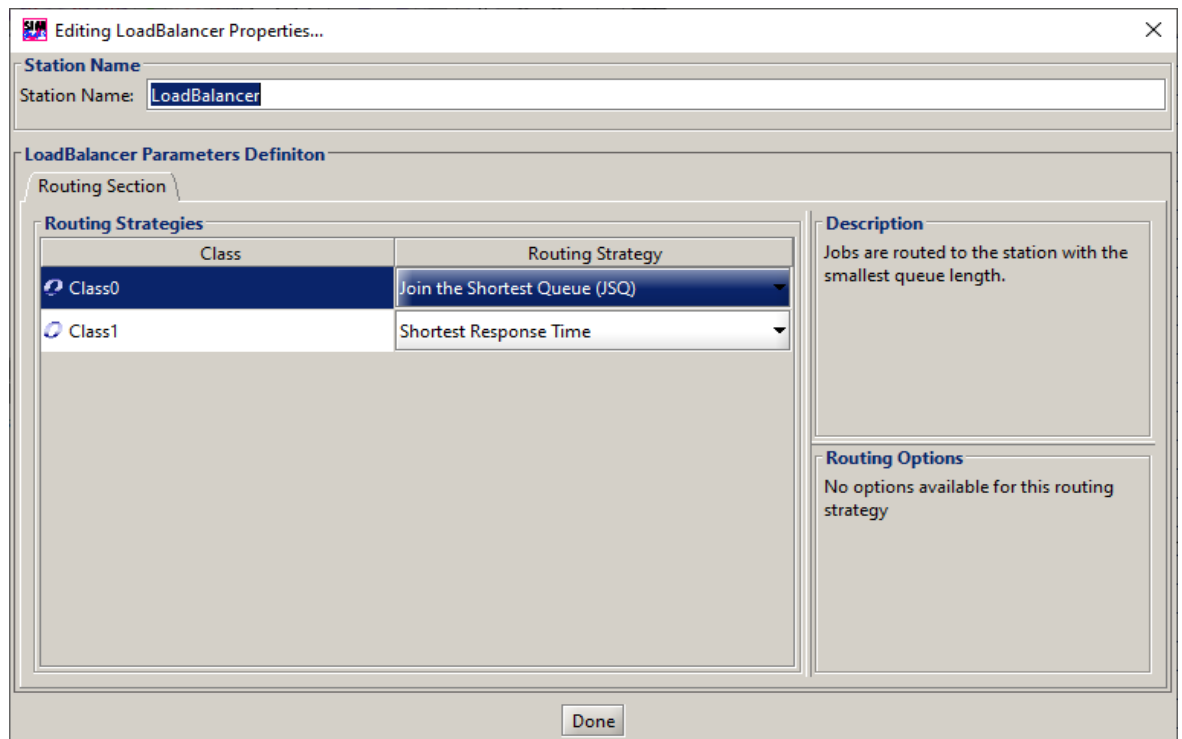 Editing LoadBalancer Properties...
Station Name
Station Name: LoadBalancer
LoadBalancer Parameters Definiton
Routing Section
Routing Strategies
Class Routing Strategy
Class0 Join the Shortest Queue (JSQ)
Class1 Shortest Response Time
Description
Jobs are routed to the station with the
smallest queue length.
Routing Options
No options available for this routing
strategy
Done